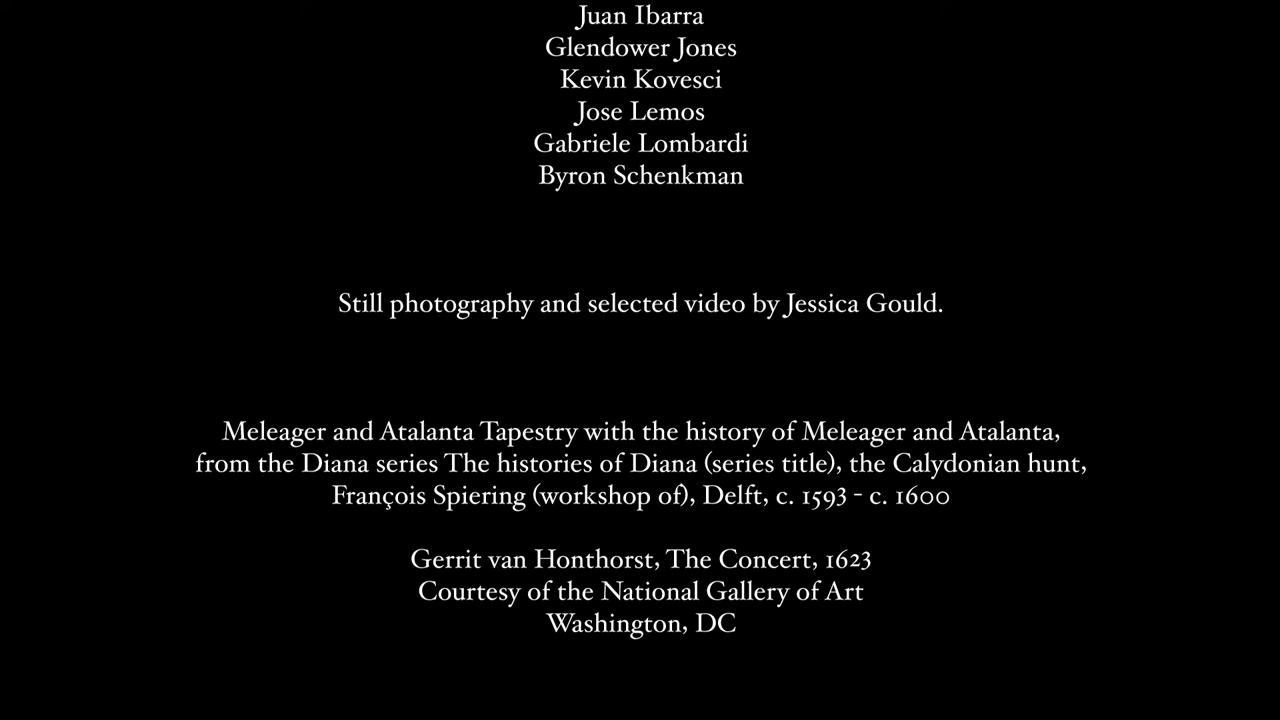 Juan Ibarra
Glendower Jones
Kevin Kovesci
Jose Lemos
Gabriele Lombardi
Byron Schenkman
Still photography and selected video by Jessica Gould.
Meleager and Atalanta Tapestry with the history of Meleager and Atalanta,
from the Diana series The histories of Diana (series title), the Calydonian hunt,
François Spiering (workshop of), Delft, c. 1593 - c. 1600
Gerrit van Honthorst, The Concert, 1623
Courtesy of the National Gallery of Art
Washington, DC